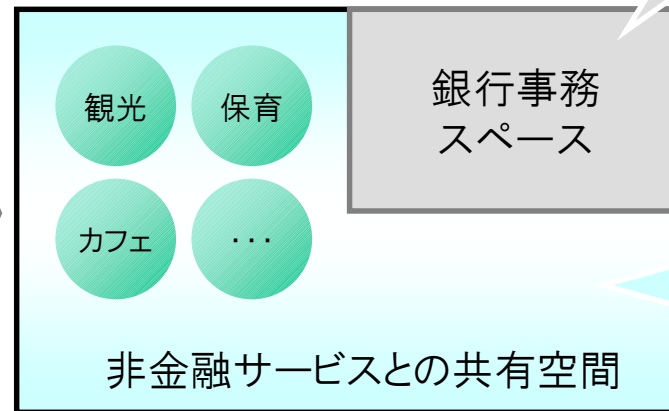 観光
保育
銀行事務
スペース
カフェ
・・・
非金融サービスとの共有空間